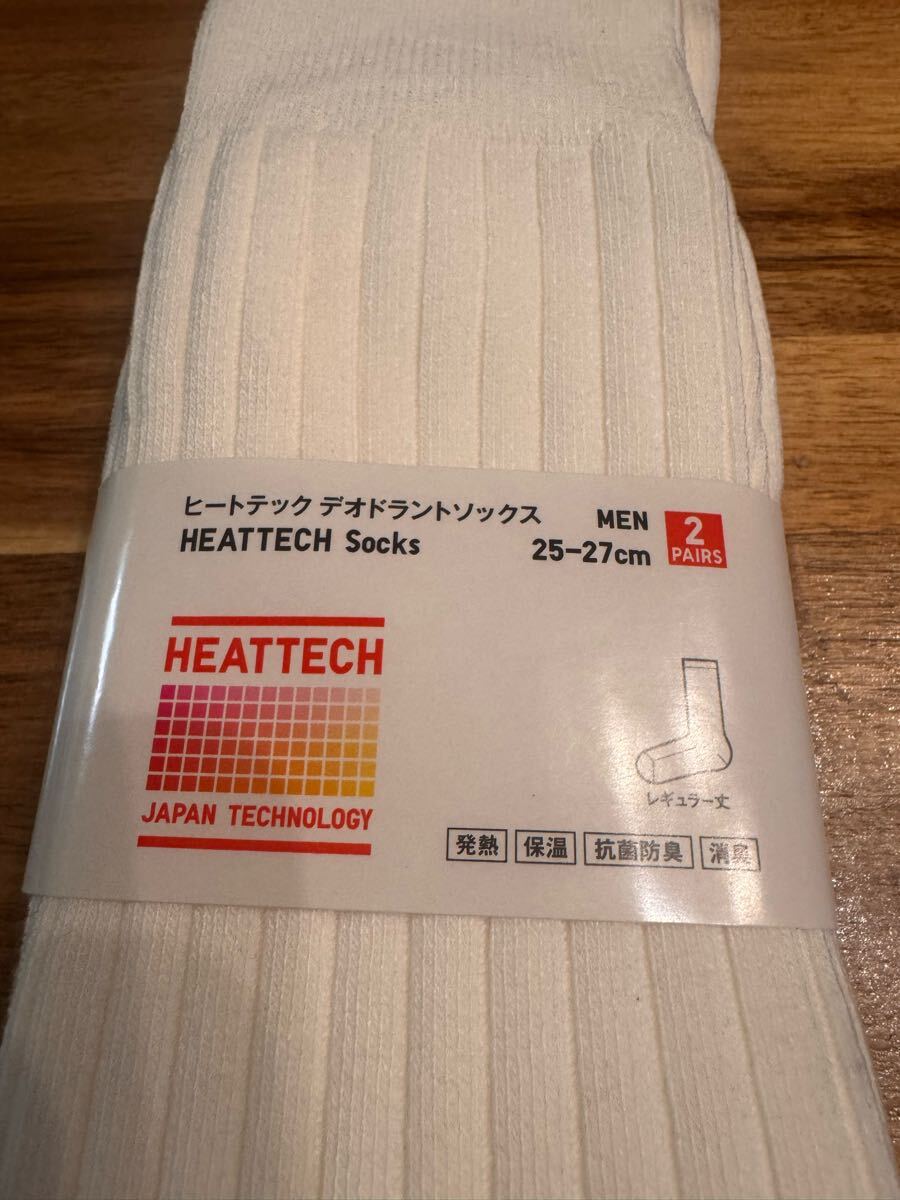 ヒートテック デオドラントソックス
HEATTECH Socks
MEN
25-27cm
2
PAIRS
HEATTECH
JAPAN TECHNOLOGY
レギュラー丈
発熱 保温 抗菌防臭 消臭